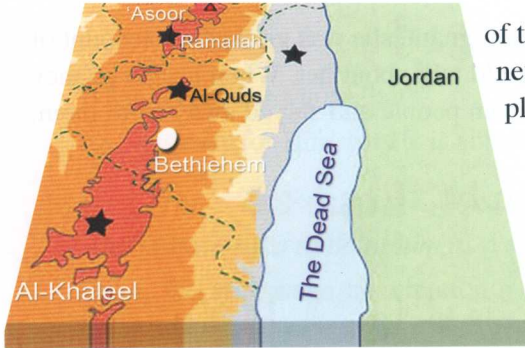 Asoor
Ramallah
of t
Jordan
ne
Al-Quds
pl
Bethlehem
The Dead Sea
Al-Khaleel